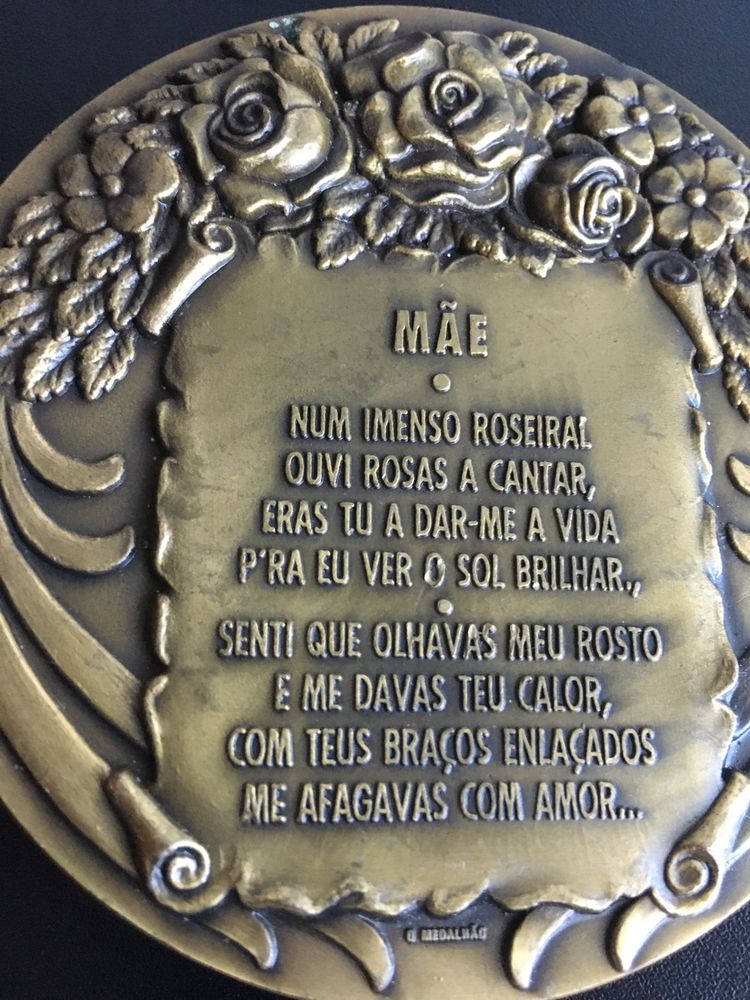 MÃE
NUM IMENSO ROSEIRAL
OUVI ROSAS A CANTAR,
ERAS TU A DAR-ME A VIDA
P'RA EU VER O SOL BRILHAR.,
SENTI QUE OLHAVAS MEU ROSTO
E ME DAVAS TEU CALOR,
COM TEUS BRAÇOS ENLAÇADOS
ME AFAGAVAS COM AMOR...
O MEDALHÃO